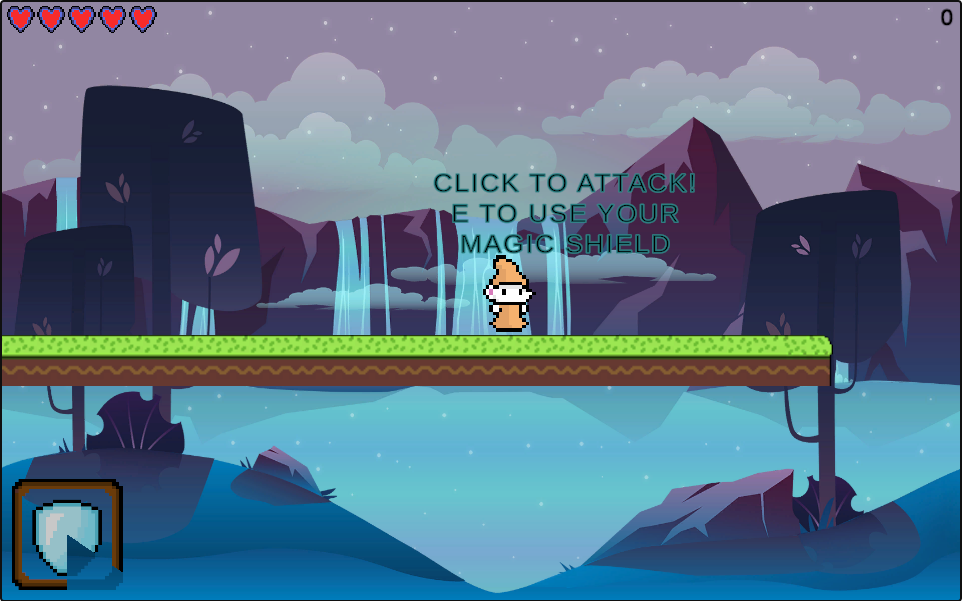 0
CLICK TO ATTACK!
E TO USE YOUR
MAGIC SHIELD